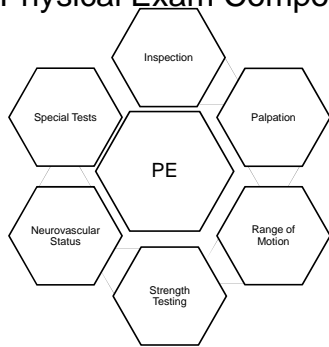 Physical Exam Compo
Inspection
Special Tests
Palpation
PE
Neurovascular
Status
Range of
Motion
Strength
Testing